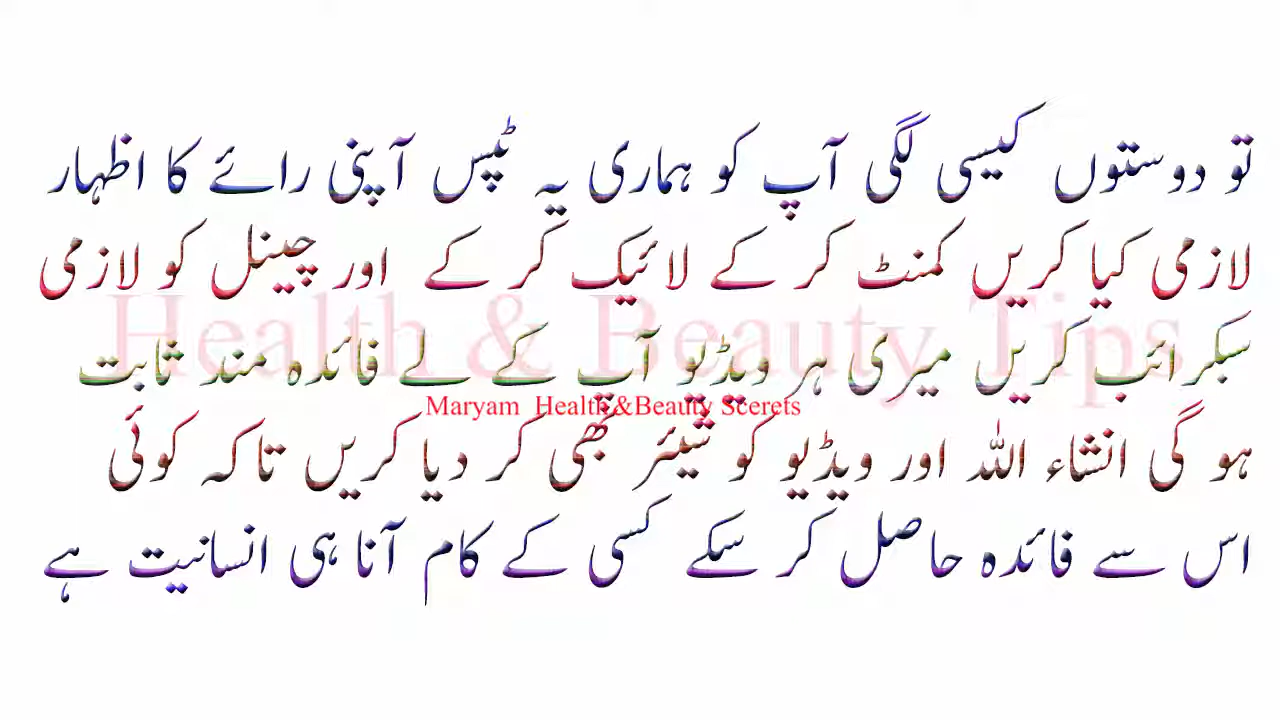 تو دوستوں کیسی لگی آپ کو ہماری یہ ٹپس آپنی رائے کا اظہار
لازمی کیا کریں کمنٹ کر کے لائیک کر کے اور چینل کو لازمی
Health & Beauty Tips
سبکرائب کریں میری ہر ویڈیو آپ کے لے فائدہ مند ثابت
Maryam Health&Beauty Scerets
ہو گی انشاء اللہ اور ویڈیو کو شیئر بھی کر دیا کریں تاکہ کوئی
اس سے فائدہ حاصل کر سکے کسی کے کام آنا ہی انسانیت ہے